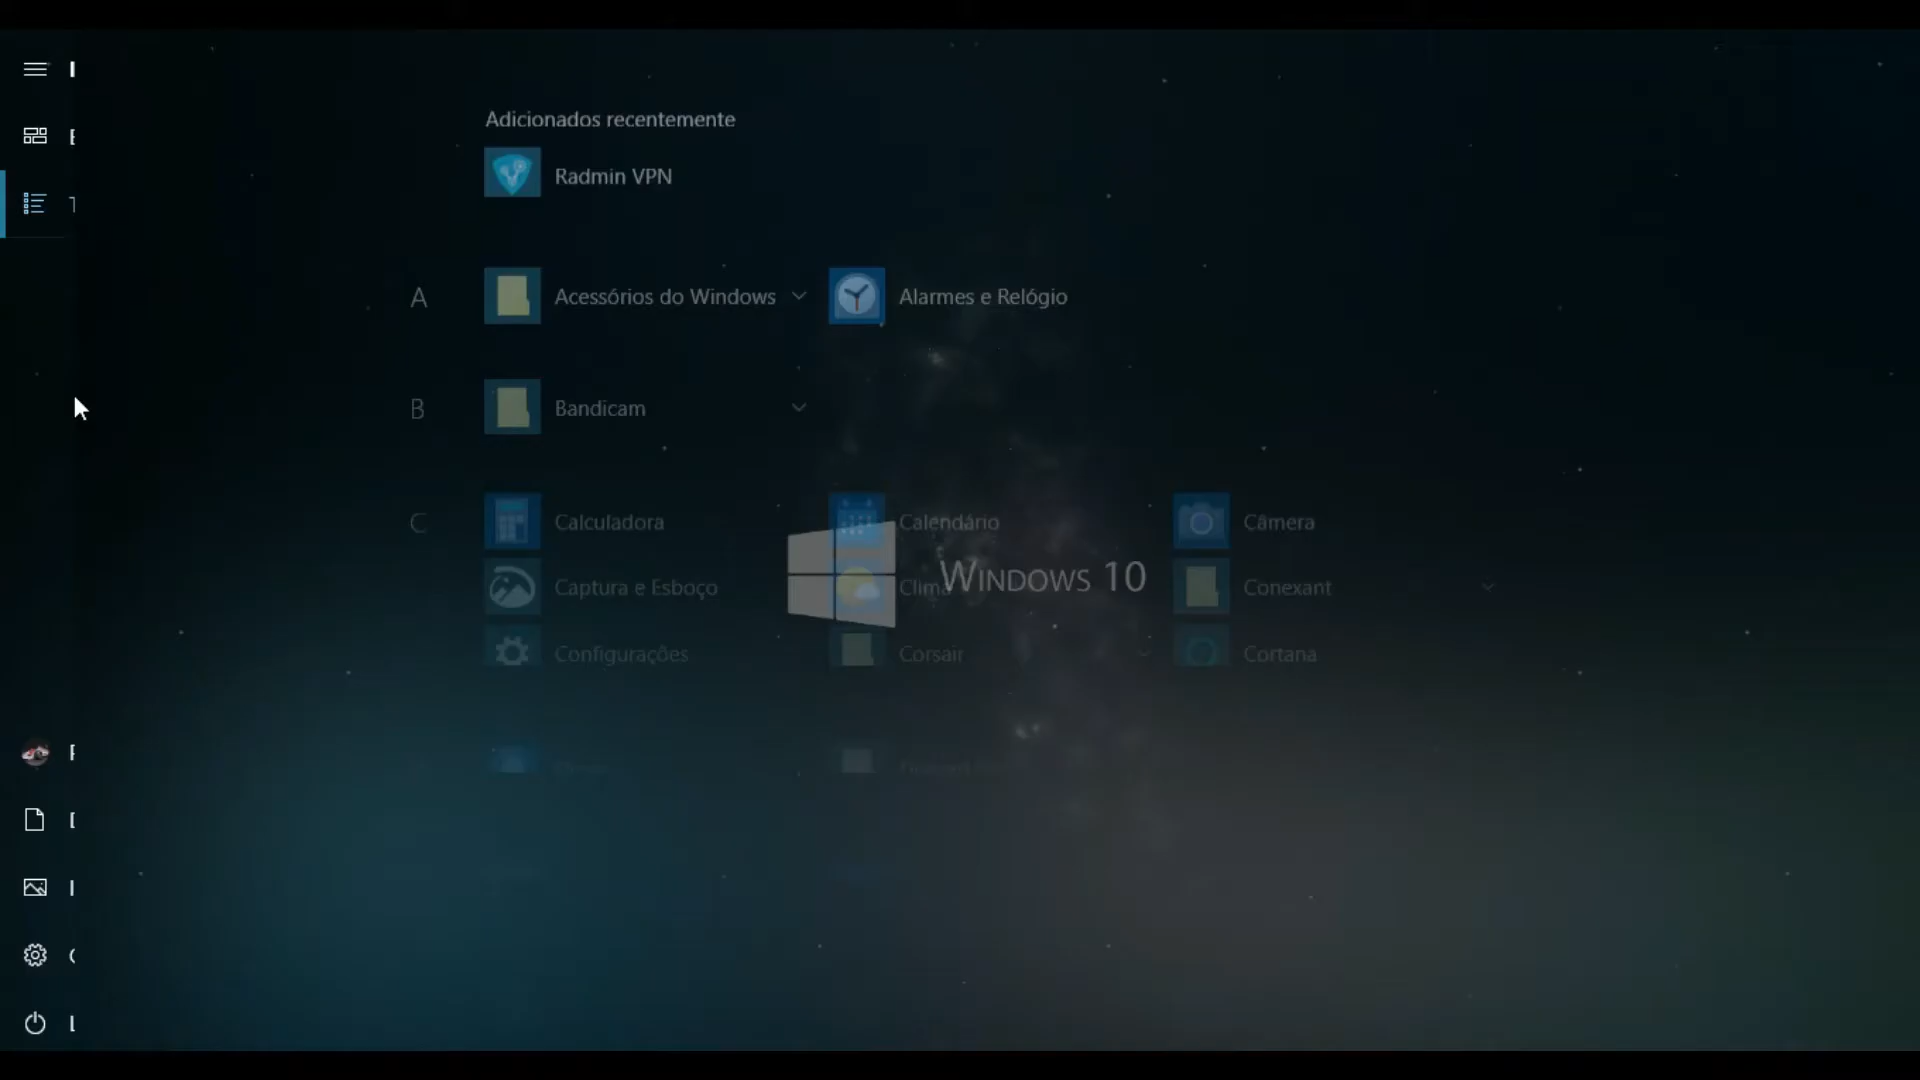 Adicionados recentemente
Radmin VPN
A
Acessórios do Windows
Alarmes e Relógio
B
Bandicam
C
Calculadora
Calendário
Câmera
Captura e Esboço
Clima
WINDOWS 10
Conexant
Configurações
Corsair
Cortana